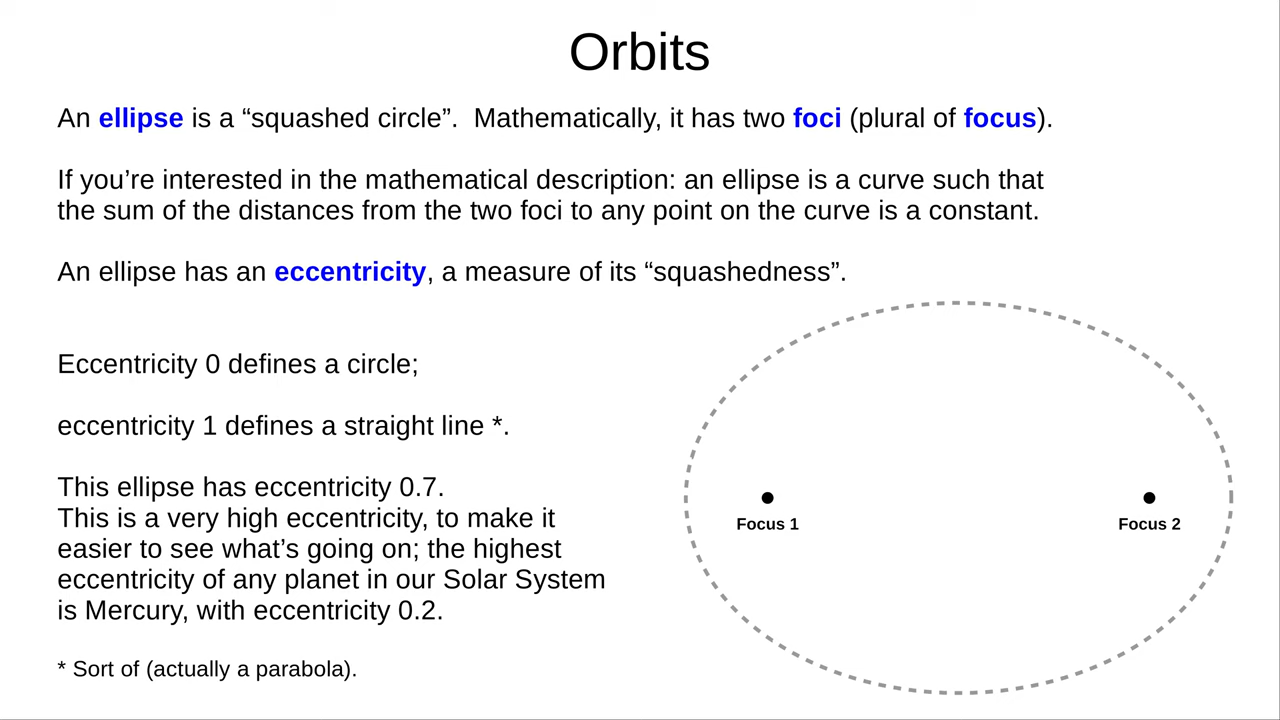 Orbits
An ellipse is a “squashed circle”.  Mathematically, it has two foci (plural of focus).
If you’re interested in the mathematical description: an ellipse is a curve such that
the sum of the distances from the two foci to any point on the curve is a constant.
An ellipse has an eccentricity, a measure of its “squashedness”.
Eccentricity 0 defines a circle;
eccentricity 1 defines a straight line *.
This ellipse has eccentricity 0.7.
This is a very high eccentricity, to make it
easier to see what’s going on; the highest
eccentricity of any planet in our Solar System
is Mercury, with eccentricity 0.2.
* Sort of (actually a parabola).
Focus 1
Focus 2